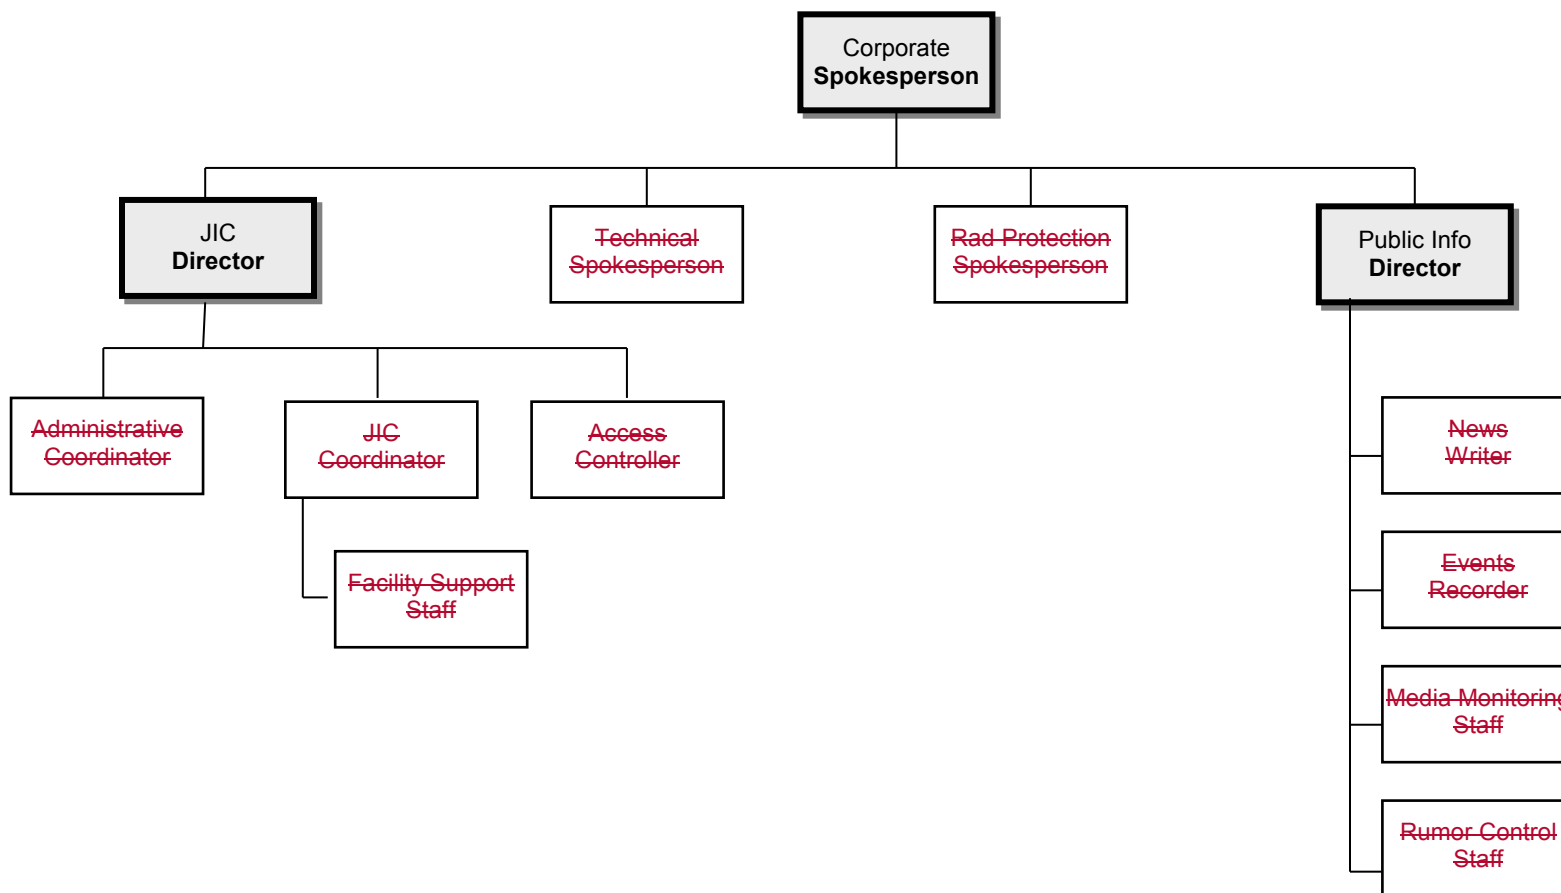 Corporate
Spokesperson
JIC
Director
Technical
Spokesperson
Rad Protection
Spokesperson
Public Info
Director
Administrative
Coordinator
JIC
Coordinator
Access
Controller
News
Writer
Events
Recorder
Facility Support
Staff
Media Monitoring
Staff
Rumor Control
Staff